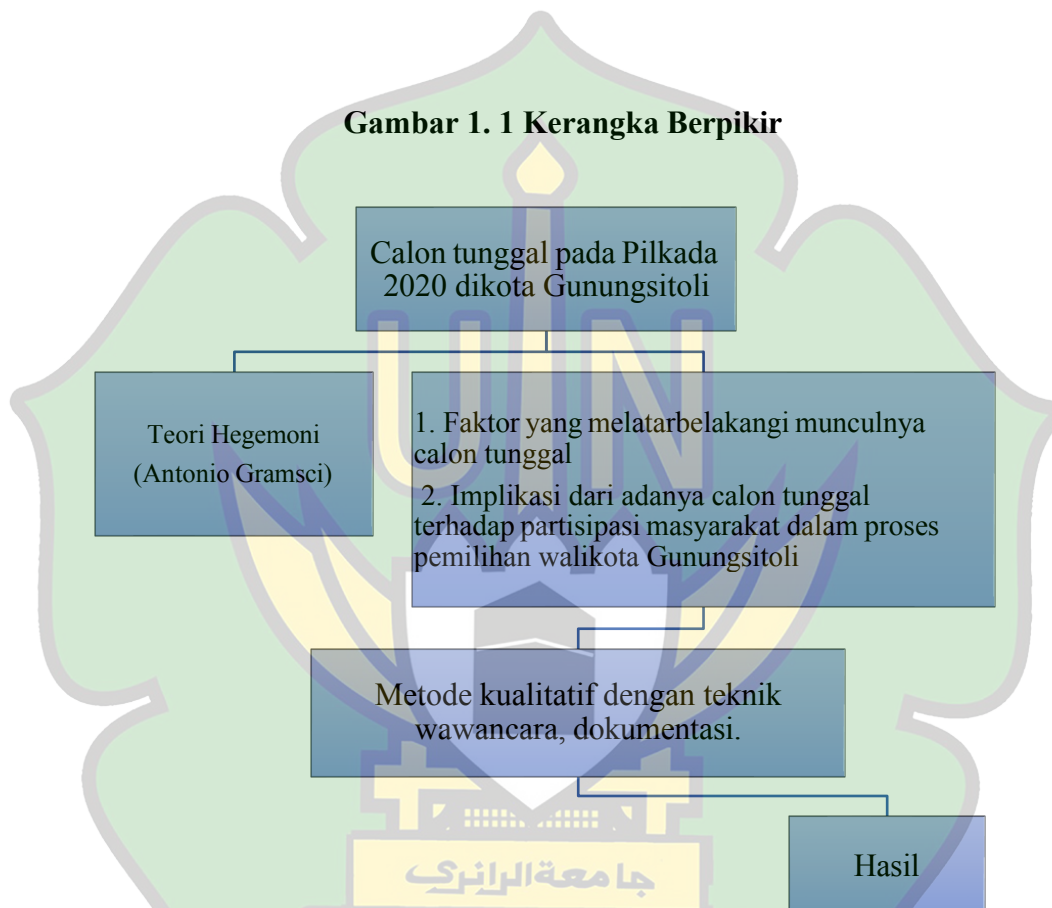 Gambar 1. 1 Kerangka Berpikir
Calon tunggal pada Pilkada
2020 dikota Gunungsitoli
Teori Hegemoni
(Antonio Gramsci)
1. Faktor yang melatarbelakangi munculnya
calon tunggal
2. Implikasi dari adanya calon tunggal
terhadap partisipasi masyarakat dalam proses
pemilihan walikota Gunungsitoli
UIN
Metode kualitatif dengan teknik
wawancara, dokumentasi.
Hasil
جامعة الرانري